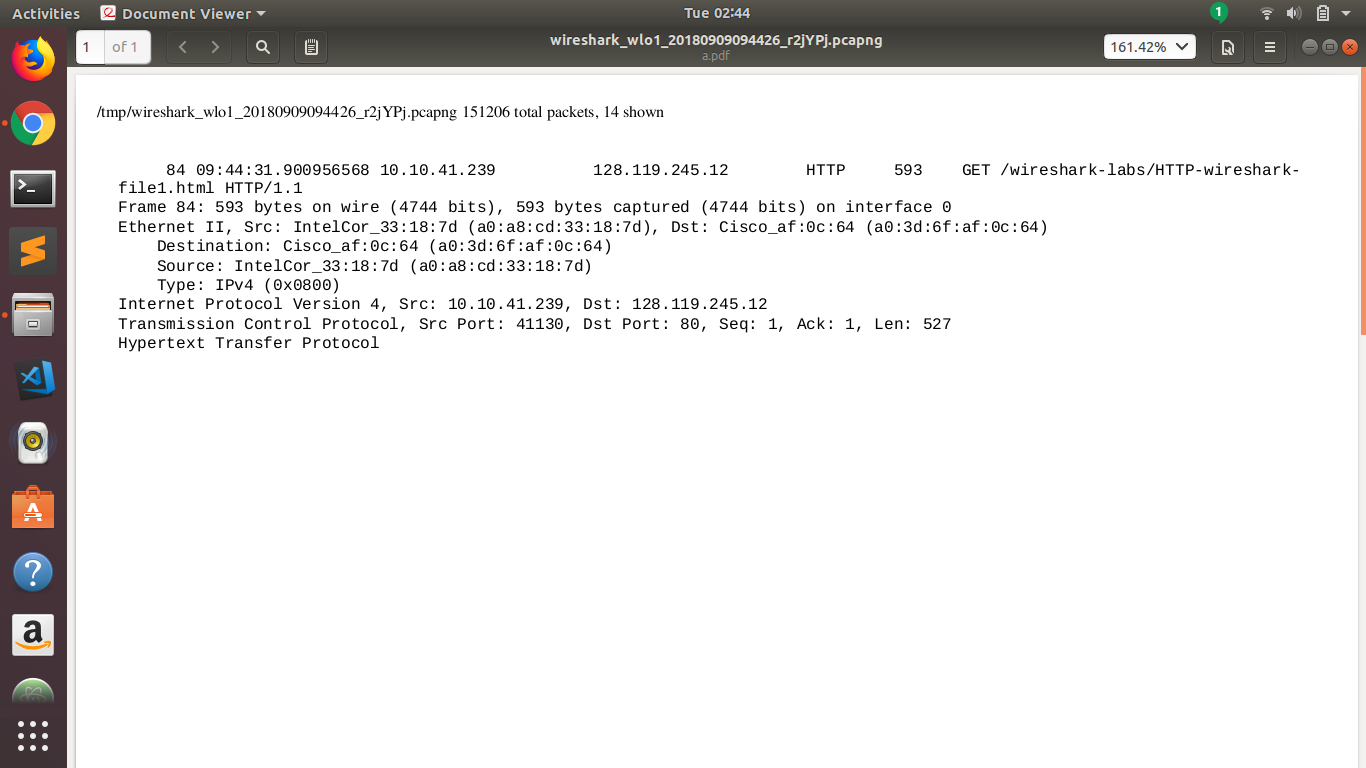 Activities Document Viewer Tue 02:44 1
1 of 1 wireshark_wlo1_20180909094426_r2jYPj.pcapng 161.42%
a.pdf
/tmp/wireshark_wlo1_20180909094426_r2jYPj.pcapng 151206 total packets, 14 shown
84 09:44:31.900956568 10.10.41.239 128.119.245.12 HTTP 593 GET /wireshark-labs/HTTP-wireshark-
file1.html HTTP/1.1
Frame 84: 593 bytes on wire (4744 bits), 593 bytes captured (4744 bits) on interface 0
Ethernet II, Src: IntelCor_33:18:7d (a0:a8:cd:33:18:7d), Dst: Cisco_af:0c:64 (a0:3d:6f:af:0c:64)
Destination: Cisco_af:0c:64 (a0:3d:6f:af:0c:64)
Source: IntelCor_33:18:7d (a0:a8:cd:33:18:7d)
Type: IPv4 (0x0800)
Internet Protocol Version 4, Src: 10.10.41.239, Dst: 128.119.245.12
Transmission Control Protocol, Src Port: 41130, Dst Port: 80, Seq: 1, Ack: 1, Len: 527
Hypertext Transfer Protocol